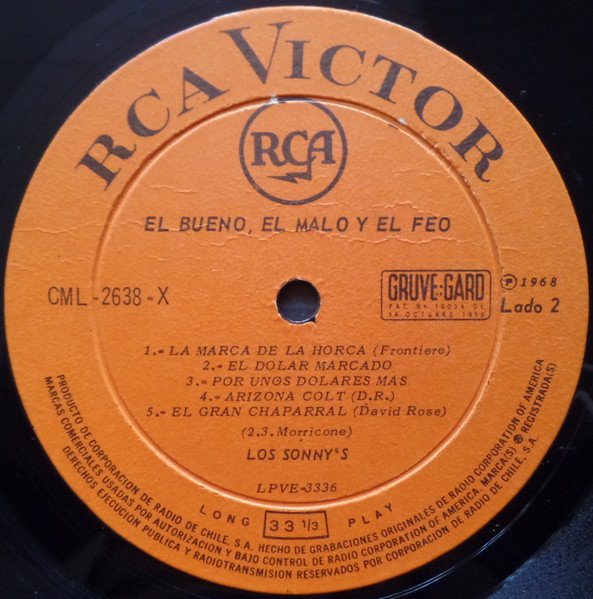 RCA VICTOR
RCA
EL BUENO, EL MALO Y EL FEO
CML-2638-X
GRUVE-GARD
PAT. Nº 16034 DE
14 OCTUBRE 1956
Ⓟ 1968
Lado 2
1.- LA MARCA DE LA HORCA (Frontiere)
2.- EL DOLAR MARCADO
3.- POR UNOS DOLARES MAS
4.- ARIZONA COLT (D.R.)
5.- EL GRAN CHAPARRAL (David Rose)
(2.3. Morricone)
LOS SONNY'S
LPVE-3336
LONG 33 1/3 PLAY
PRODUCTO DE CORPORACION DE RADIO DE CHILE, S.A. HECHO DE GRABACIONES ORIGINALES DE RADIO CORPORATION OF AMERICA
MARCAS COMERCIALES USADAS POR AUTORIZACION Y BAJO CONTROL DE RADIO CORPORATION OF AMERICA. MARCA(S) ® REGISTRADA(S)
DERECHOS EJECUCION PUBLICA Y RADIOTRANSMISION RESERVADOS POR CORPORACION DE RADIO DE CHILE, S.A.